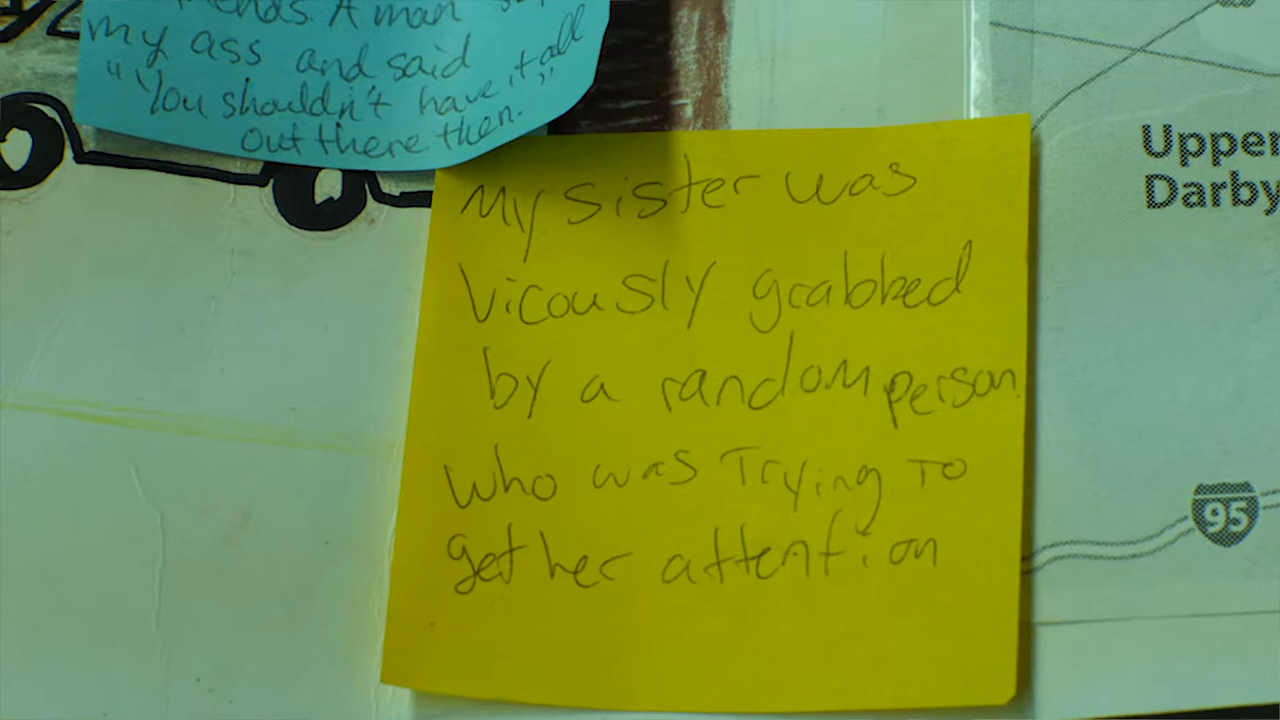 A man
my ass and said
"You shouldn't have it all
out there then."
My sister was
vicously grabbed
by a random person
who was Trying To
get her attention
Upper
Darby
95